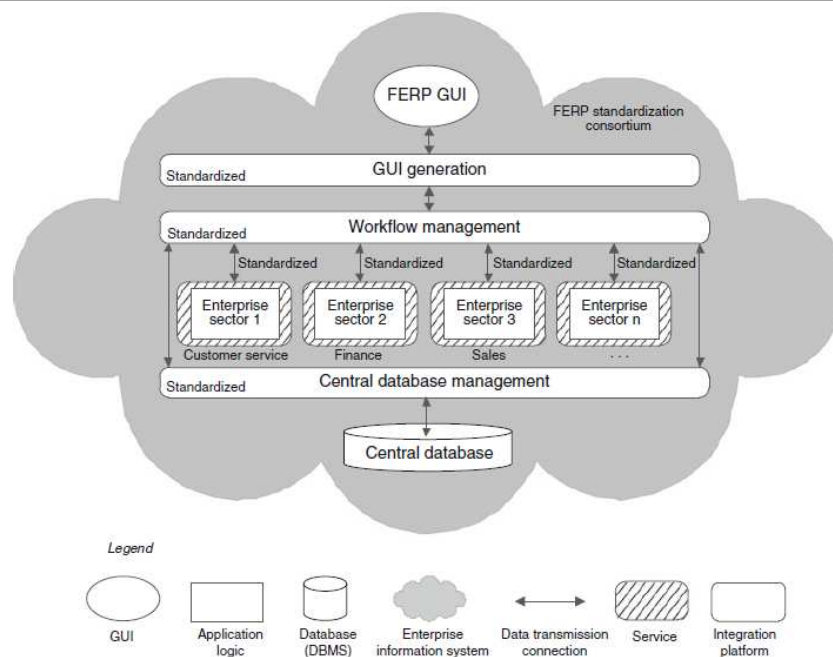 FERP GUI
FERP standardization
consortium
GUI generation
Standardized
Workflow management
Standardized
Standardized Standardized Standardized Standardized
Enterprise
sector 1
Enterprise
sector 2
Enterprise
sector 3
Enterprise
sector n
Customer service
Finance
Sales
. . .
Central database management
Standardized
Central database
Legend
GUI
Application
logic
Database
(DBMS)
Enterprise
information system
Data transmission
connection
Service
Integration
platform